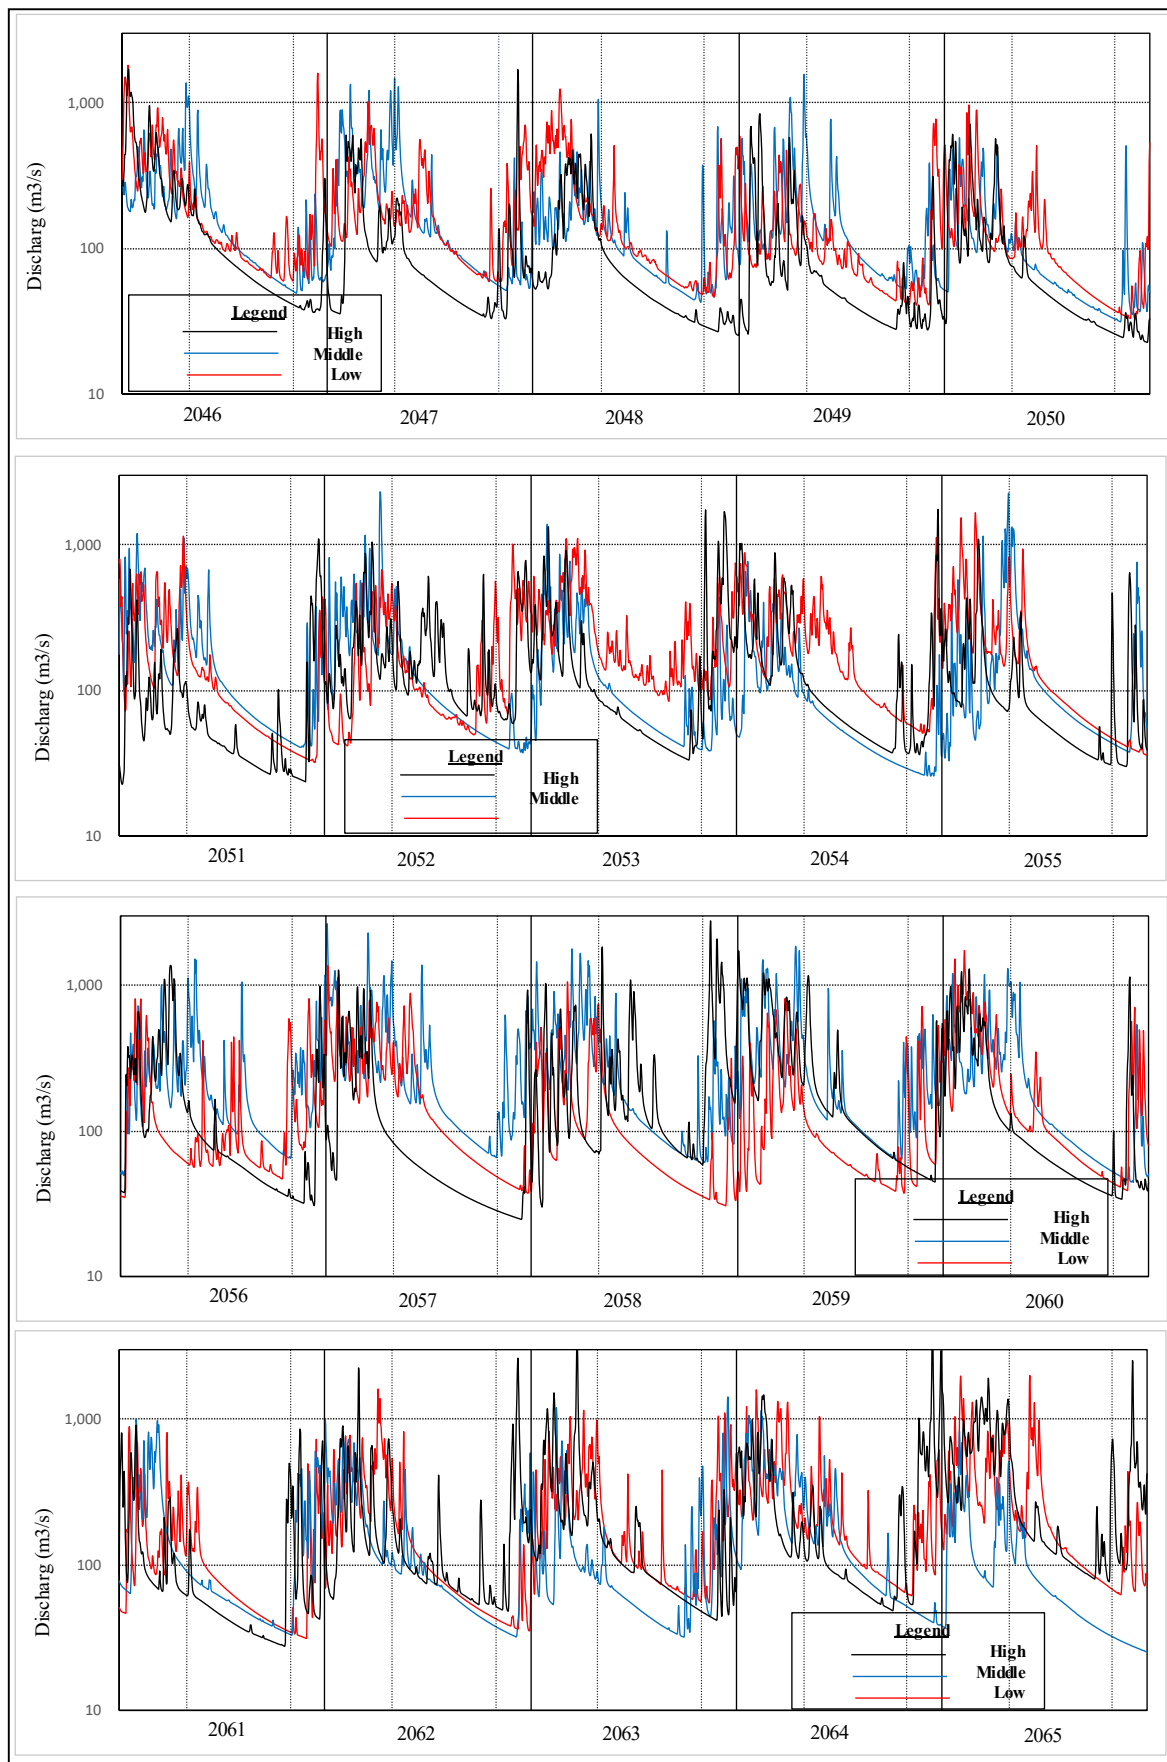 1,000
100
10
Discharg (m3/s)
Legend
High
Middle
Low
2046 2047 2048 2049 2050
1,000
100
10
Discharg (m3/s)
Legend
High
Middle
2051 2052 2053 2054 2055
1,000
100
10
Discharg (m3/s)
Legend
High
Middle
Low
2056 2057 2058 2059 2060
1,000
100
10
Discharg (m3/s)
Legend
High
Middle
Low
2061 2062 2063 2064 2065